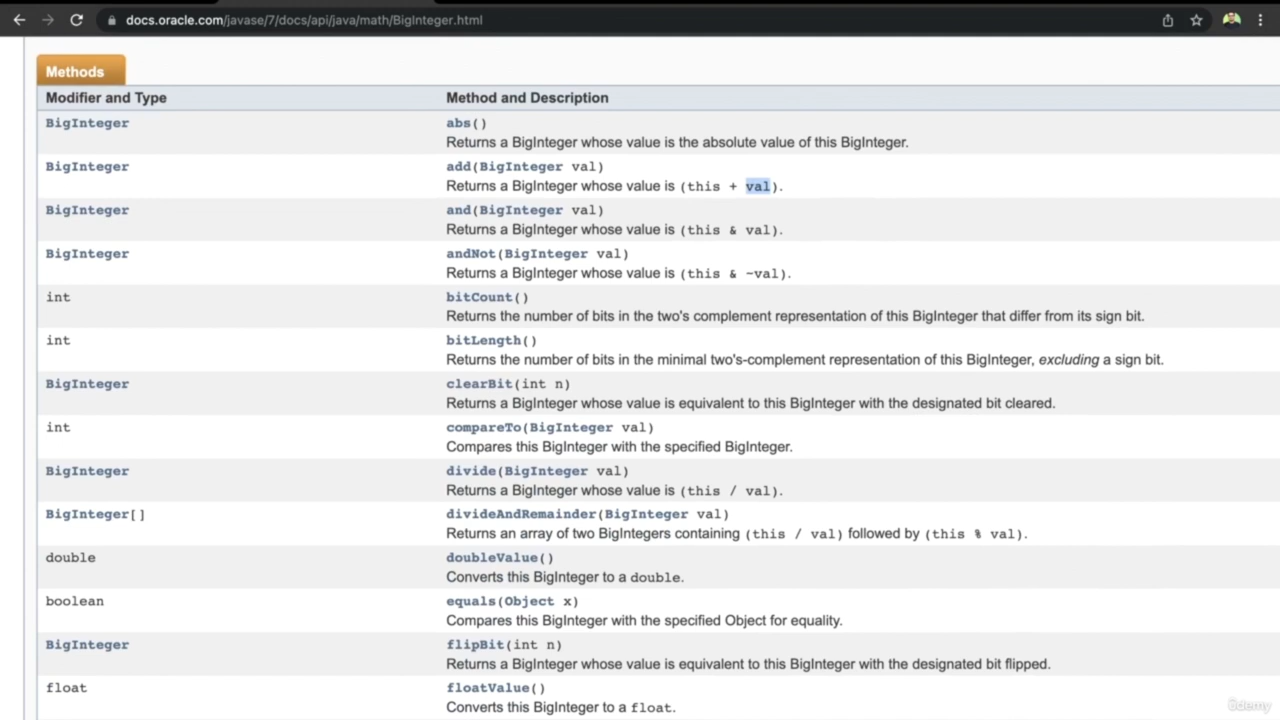 docs.oracle.com/javase/7/docs/api/java/math/BigInteger.html
Methods
Modifier and Type Method and Description
BigInteger abs()
Returns a BigInteger whose value is the absolute value of this BigInteger.
BigInteger add(BigInteger val)
Returns a BigInteger whose value is (this + val).
BigInteger and(BigInteger val)
Returns a BigInteger whose value is (this & val).
BigInteger andNot(BigInteger val)
Returns a BigInteger whose value is (this & ~val).
int bitCount()
Returns the number of bits in the two's complement representation of this BigInteger that differ from its sign bit.
int bitLength()
Returns the number of bits in the minimal two's-complement representation of this BigInteger, excluding a sign bit.
BigInteger clearBit(int n)
Returns a BigInteger whose value is equivalent to this BigInteger with the designated bit cleared.
int compareTo(BigInteger val)
Compares this BigInteger with the specified BigInteger.
BigInteger divide(BigInteger val)
Returns a BigInteger whose value is (this / val).
BigInteger[] divideAndRemainder(BigInteger val)
Returns an array of two BigIntegers containing (this / val) followed by (this % val).
double doubleValue()
Converts this BigInteger to a double.
boolean equals(Object x)
Compares this BigInteger with the specified Object for equality.
BigInteger flipBit(int n)
Returns a BigInteger whose value is equivalent to this BigInteger with the designated bit flipped.
float floatValue()
Converts this BigInteger to a float.
ûdemy